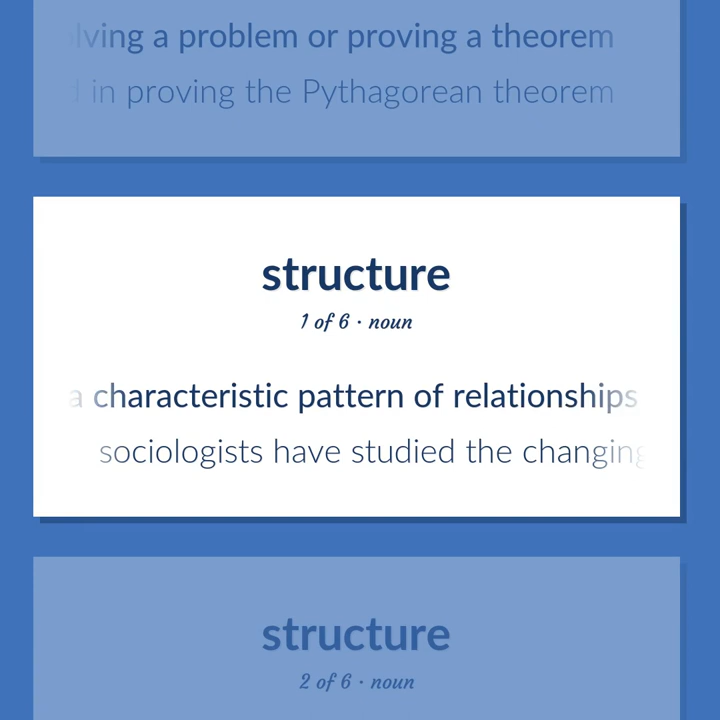 ving a problem or proving a theorem
in proving the Pythagorean theorem
structure
1 of 6 · noun
a characteristic pattern of relationships
sociologists have studied the changing
structure
2 of 6 · noun